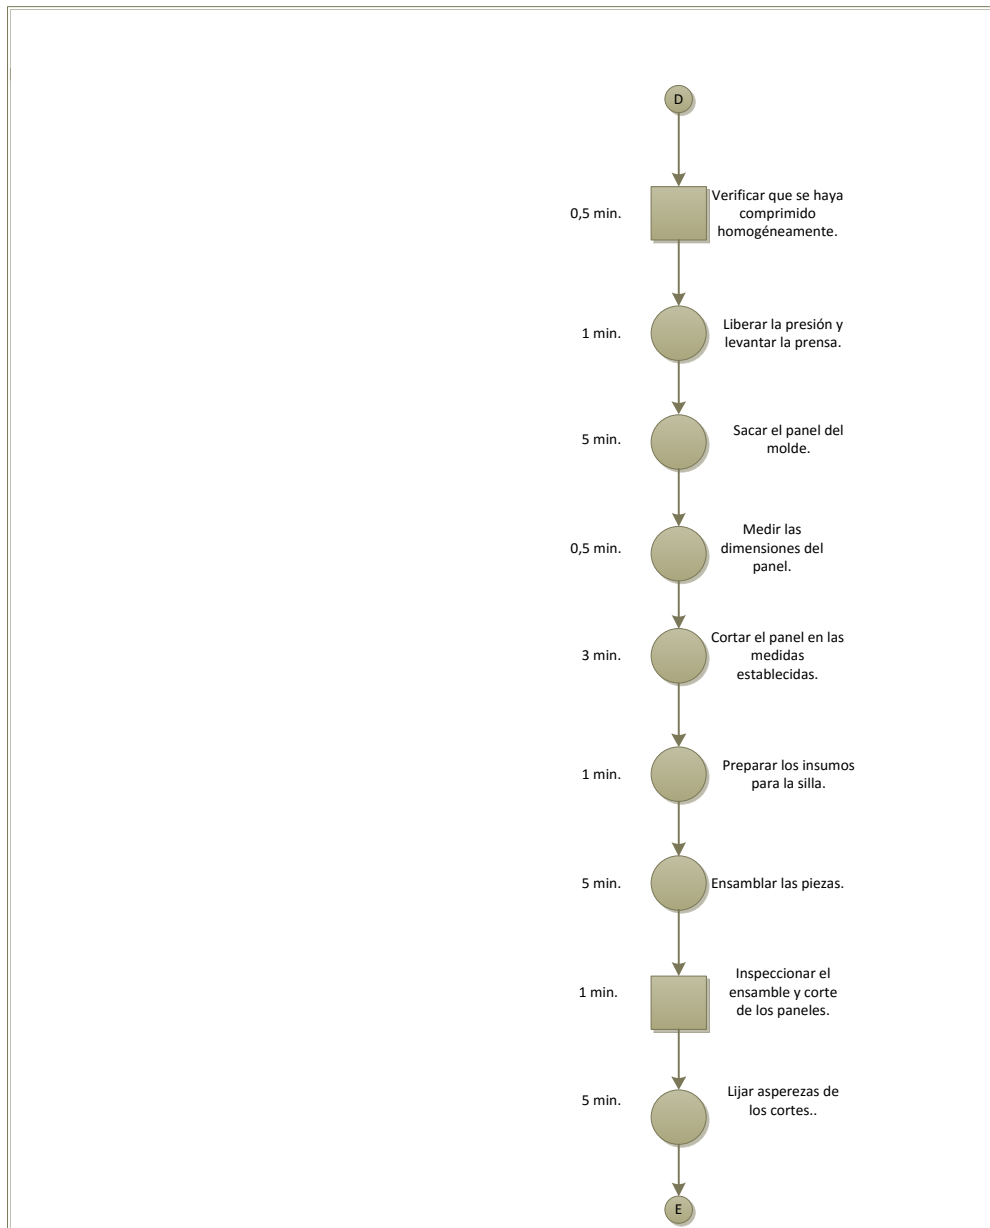 D
0,5 min.
Verificar que se haya
comprimido
homogéneamente.
1 min.
Liberar la presión y
levantar la prensa.
5 min.
Sacar el panel del
molde.
0,5 min.
Medir las
dimensiones del
panel.
3 min.
Cortar el panel en las
medidas
establecidas.
1 min.
Preparar los insumos
para la silla.
5 min.
Ensamblar las piezas.
1 min.
Inspeccionar el
ensamble y corte
de los paneles.
5 min.
Lijar asperezas de
los cortes..
E